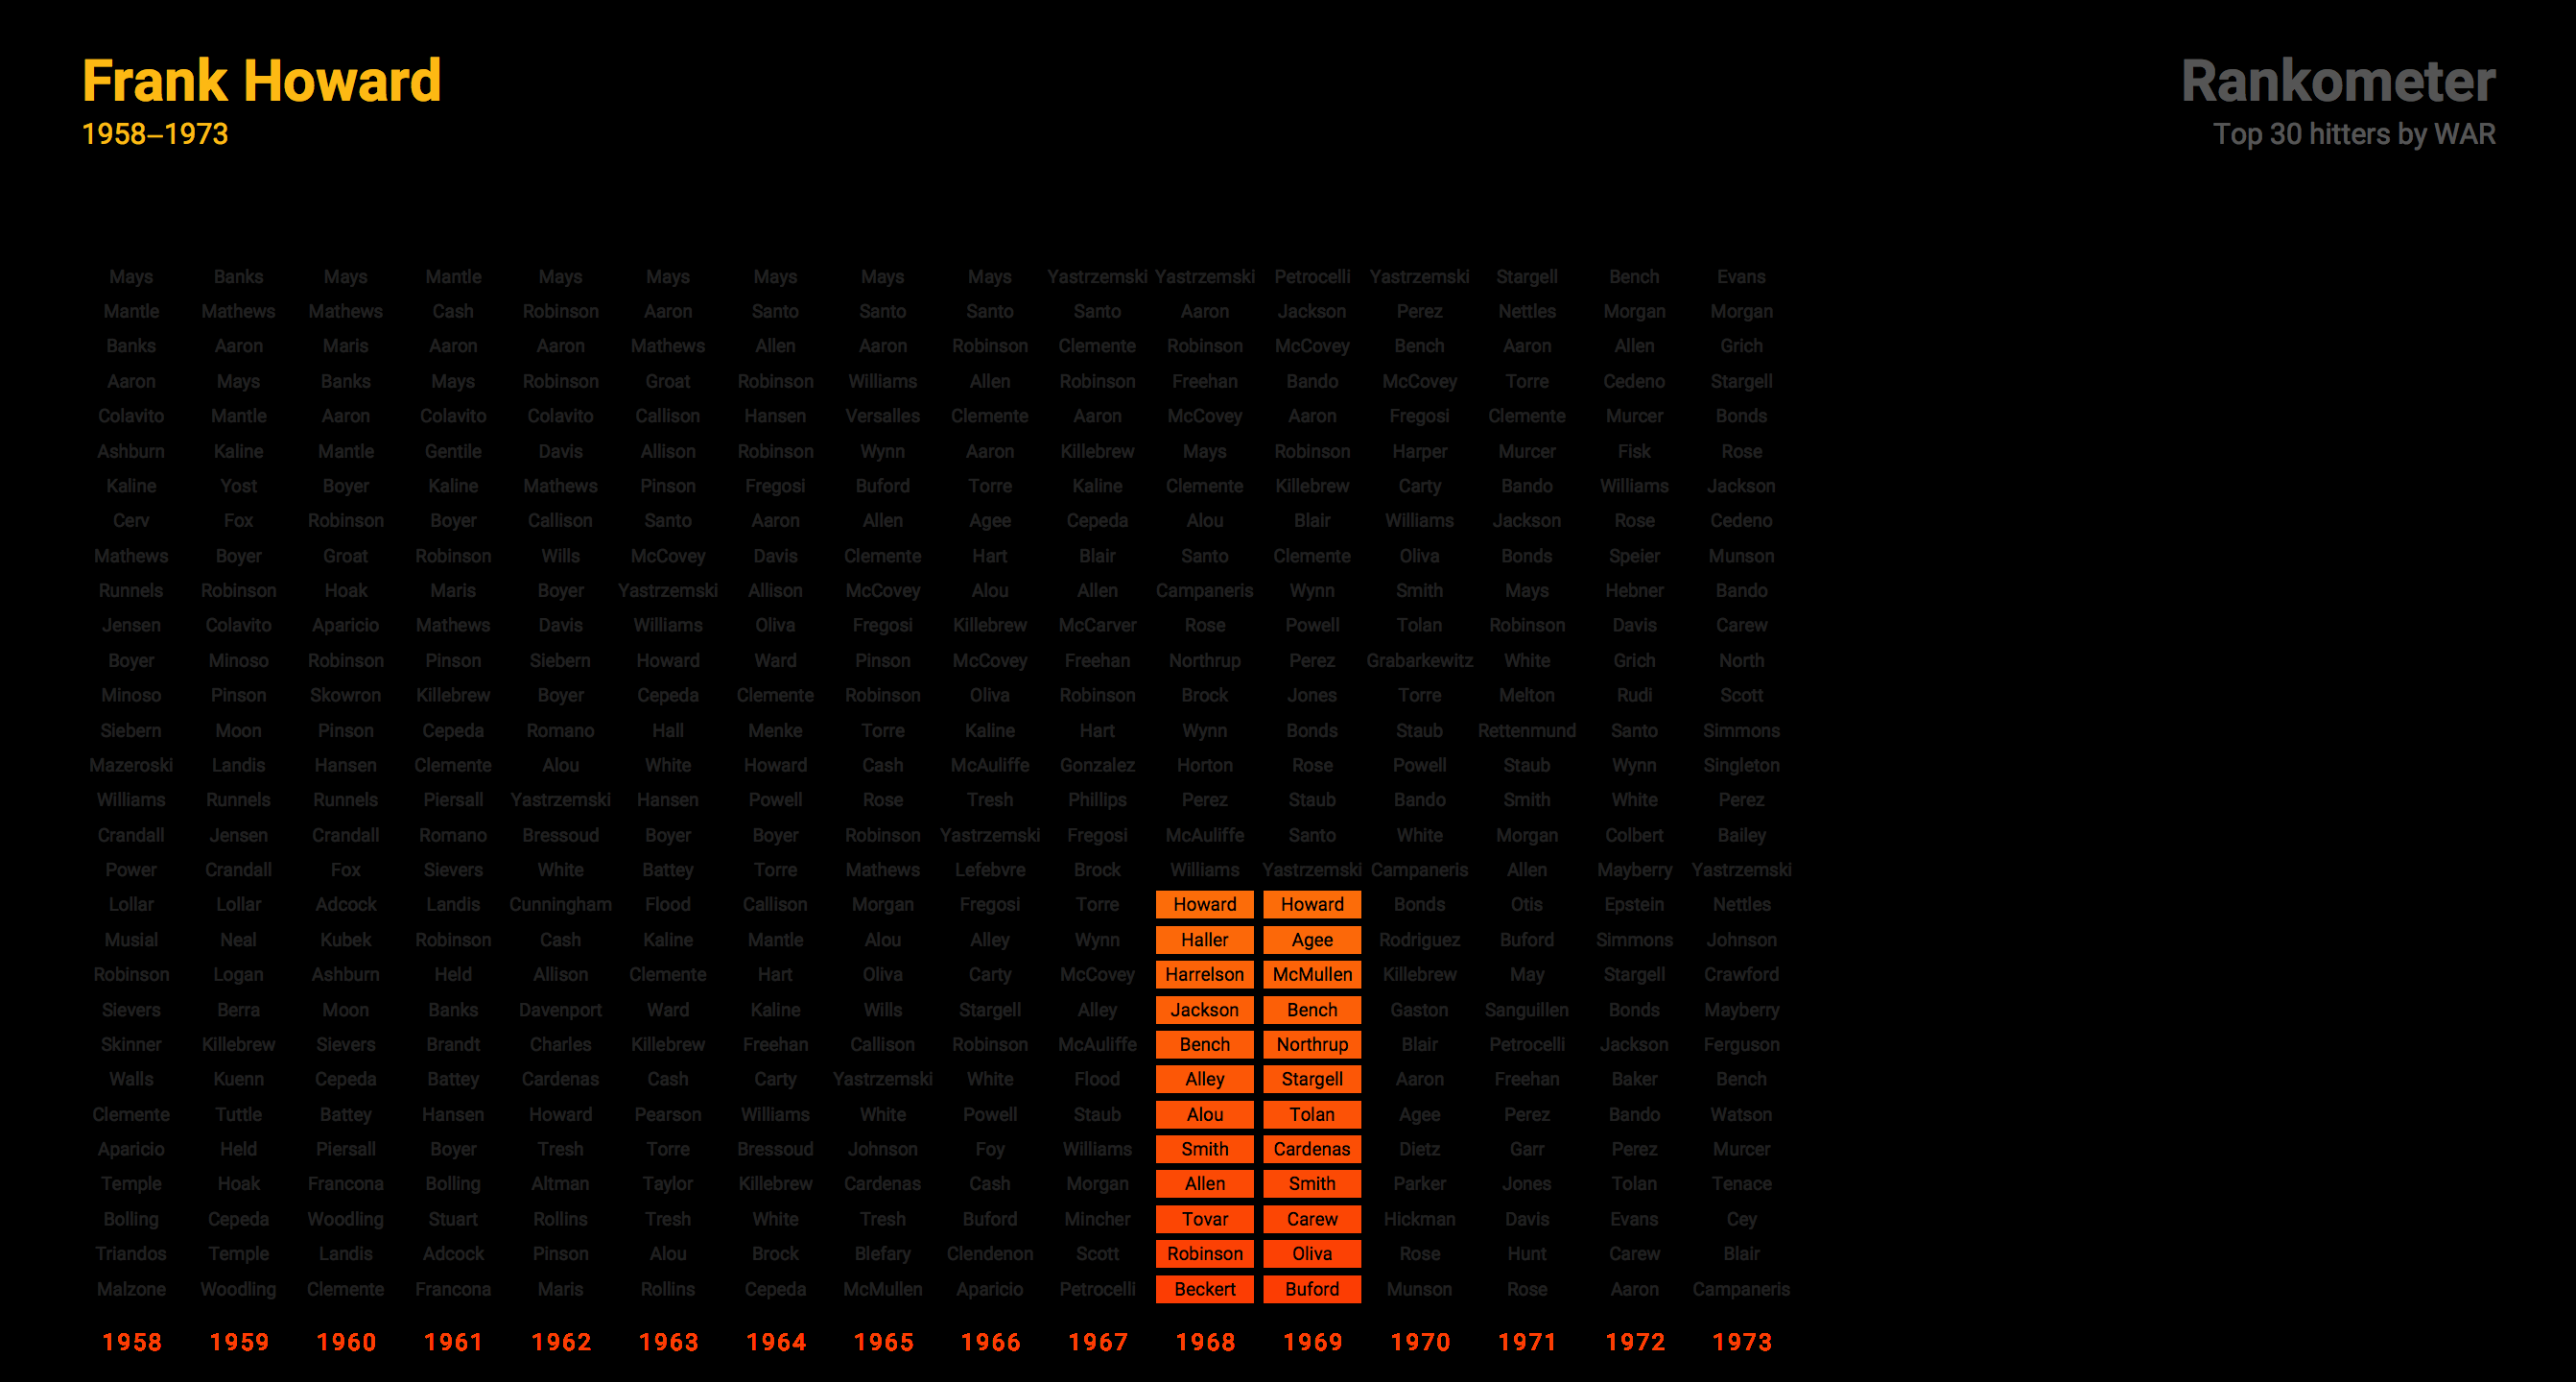 Frank Howard
1958–1973
Rankometer
Top 30 hitters by WAR
Mays Banks Mays Mantle Mays Mays Mays Mays Mays Yastrzemski Yastrzemski Petrocelli Yastrzemski Stargell Bench Evans
Mantle Mathews Mathews Cash Robinson Aaron Santo Santo Santo Santo Aaron Jackson Perez Nettles Morgan Morgan
Banks Aaron Maris Aaron Aaron Mathews Allen Aaron Robinson Clemente Robinson McCovey Bench Aaron Allen Grich
Aaron Mays Banks Mays Robinson Groat Robinson Williams Allen Robinson Freehan Bando McCovey Torre Cedeno Stargell
Colavito Mantle Aaron Colavito Colavito Callison Hansen Versalles Clemente Aaron McCovey Aaron Fregosi Clemente Murcer Bonds
Ashburn Kaline Mantle Gentile Davis Allison Robinson Wynn Aaron Killebrew Mays Robinson Harper Murcer Fisk Rose
Kaline Yost Boyer Kaline Mathews Pinson Fregosi Buford Torre Kaline Clemente Killebrew Carty Bando Williams Jackson
Cerv Fox Robinson Boyer Callison Santo Aaron Allen Agee Cepeda Alou Blair Williams Jackson Rose Cedeno
Mathews Boyer Groat Robinson Wills McCovey Davis Clemente Hart Blair Santo Clemente Oliva Bonds Speier Munson
Runnels Robinson Hoak Maris Boyer Yastrzemski Allison McCovey Alou Allen Campaneris Wynn Smith Mays Hebner Bando
Jensen Colavito Aparicio Mathews Davis Williams Oliva Fregosi Killebrew McCarver Rose Powell Tolan Robinson Davis Carew
Boyer Minoso Robinson Pinson Siebern Howard Ward Pinson McCovey Freehan Northrup Perez Grabarkewitz White Grich North
Minoso Pinson Skowron Killebrew Boyer Cepeda Clemente Robinson Oliva Robinson Brock Jones Torre Melton Rudi Scott
Siebern Moon Pinson Cepeda Romano Hall Menke Torre Kaline Hart Wynn Bonds Staub Rettenmund Santo Simmons
Mazeroski Landis Hansen Clemente Alou White Howard Cash McAuliffe Gonzalez Horton Rose Powell Staub Wynn Singleton
Williams Runnels Runnels Piersall Yastrzemski Hansen Powell Rose Tresh Phillips Perez Staub Bando Smith White Perez
Crandall Jensen Crandall Romano Bressoud Boyer Boyer Robinson Yastrzemski Fregosi McAuliffe Santo White Morgan Colbert Bailey
Power Crandall Fox Sievers White Battey Torre Mathews Lefebvre Brock Williams Yastrzemski Campaneris Allen Mayberry Yastrzemski
Lollar Lollar Adcock Landis Cunningham Flood Callison Morgan Fregosi Torre Howard Howard Bonds Otis Epstein Nettles
Musial Neal Kubek Robinson Cash Kaline Mantle Alou Alley Wynn Haller Agee Rodriguez Buford Simmons Johnson
Robinson Logan Ashburn Held Allison Clemente Hart Oliva Carty McCovey Harrelson McMullen Killebrew May Stargell Crawford
Sievers Berra Moon Banks Davenport Ward Kaline Wills Stargell Alley Jackson Bench Gaston Sanguillen Bonds Mayberry
Skinner Killebrew Sievers Brandt Charles Killebrew Freehan Callison Robinson McAuliffe Bench Northrup Blair Petrocelli Jackson Ferguson
Walls Kuenn Cepeda Battey Cardenas Cash Carty Yastrzemski White Flood Alley Stargell Aaron Freehan Baker Bench
Clemente Tuttle Battey Hansen Howard Pearson Williams White Powell Staub Alou Tolan Agee Perez Bando Watson
Aparicio Held Piersall Boyer Tresh Torre Bressoud Johnson Foy Williams Smith Cardenas Dietz Garr Perez Murcer
Temple Hoak Francona Bolling Altman Taylor Killebrew Cardenas Cash Morgan Allen Smith Parker Jones Tolan Tenace
Bolling Cepeda Woodling Stuart Rollins Tresh White Tresh Buford Mincher Tovar Carew Hickman Davis Evans Cey
Triandos Temple Landis Adcock Pinson Alou Brock Blefary Clendenon Scott Robinson Oliva Rose Hunt Carew Blair
Malzone Woodling Clemente Francona Maris Rollins Cepeda McMullen Aparicio Petrocelli Beckert Buford Munson Rose Aaron Campaneris
1958 1959 1960 1961 1962 1963 1964 1965 1966 1967 1968 1969 1970 1971 1972 1973